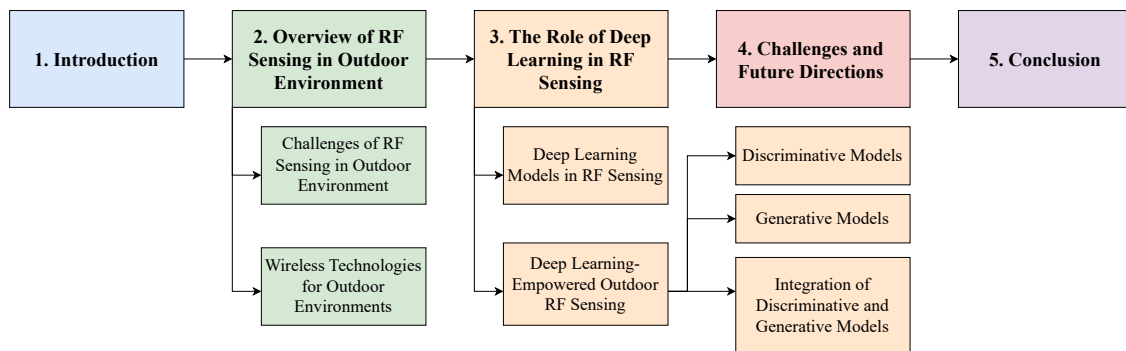 1. Introduction
2. Overview of RF
Sensing in Outdoor
Environment
3. The Role of Deep
Learning in RF
Sensing
4. Challenges and
Future Directions
5. Conclusion
Challenges of RF
Sensing in Outdoor
Environment
Wireless Technologies
for Outdoor
Environments
Deep Learning
Models in RF Sensing
Deep Learning-
Empowered Outdoor
RF Sensing
Discriminative Models
Generative Models
Integration of
Discriminative and
Generative Models